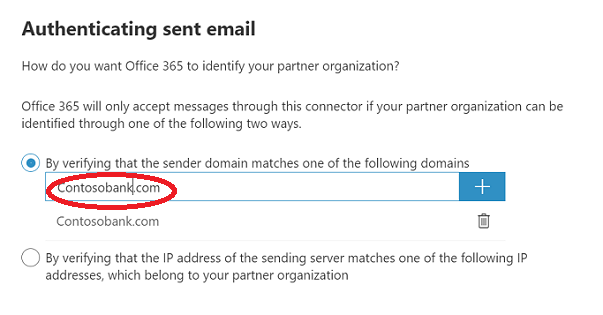 Authenticating sent email
How do you want Office 365 to identify your partner organization?
Office 365 will only accept messages through this connector if your partner organization can be
identified through one of the following two ways.
By verifying that the sender domain matches one of the following domains
Contosobank.com
Contosobank.com
By verifying that the IP address of the sending server matches one of the following IP
addresses, which belong to your partner organization